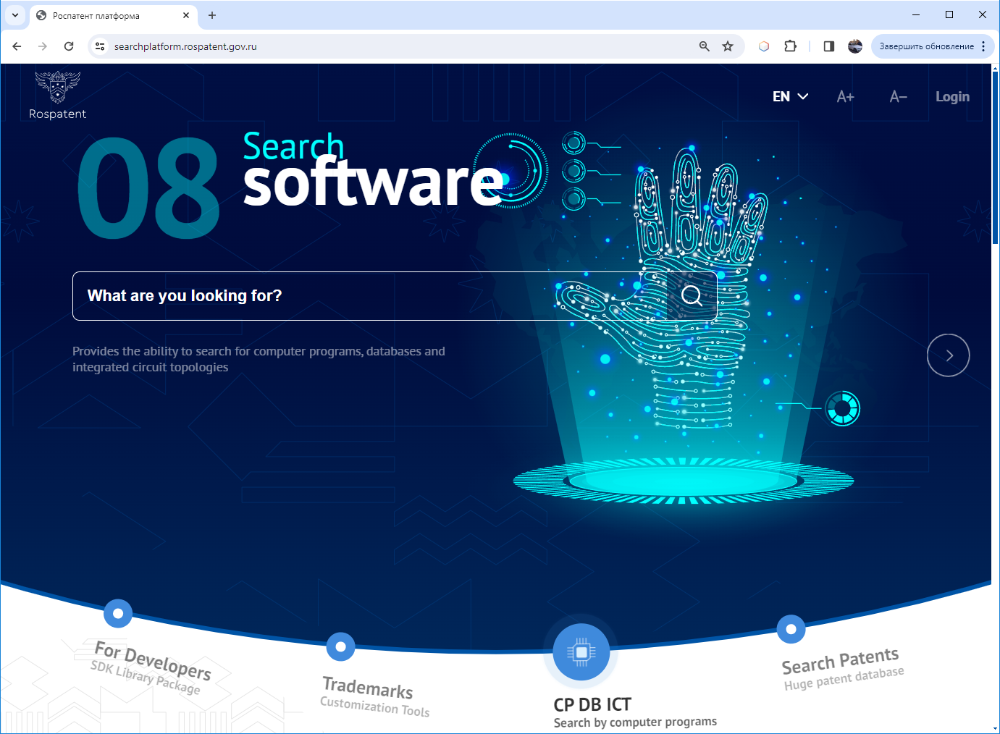 Роспатент платформа
searchplatform.rospatent.gov.ru
Завершить обновление
Rospatent
EN
A+
A−
Login
08
Search
software
What are you looking for?
Provides the ability to search for computer programs, databases and
integrated circuit topologies
For Developers
SDK Library Package
Trademarks
Customization Tools
CP DB ICT
Search by computer programs
Search Patents
Huge patent database